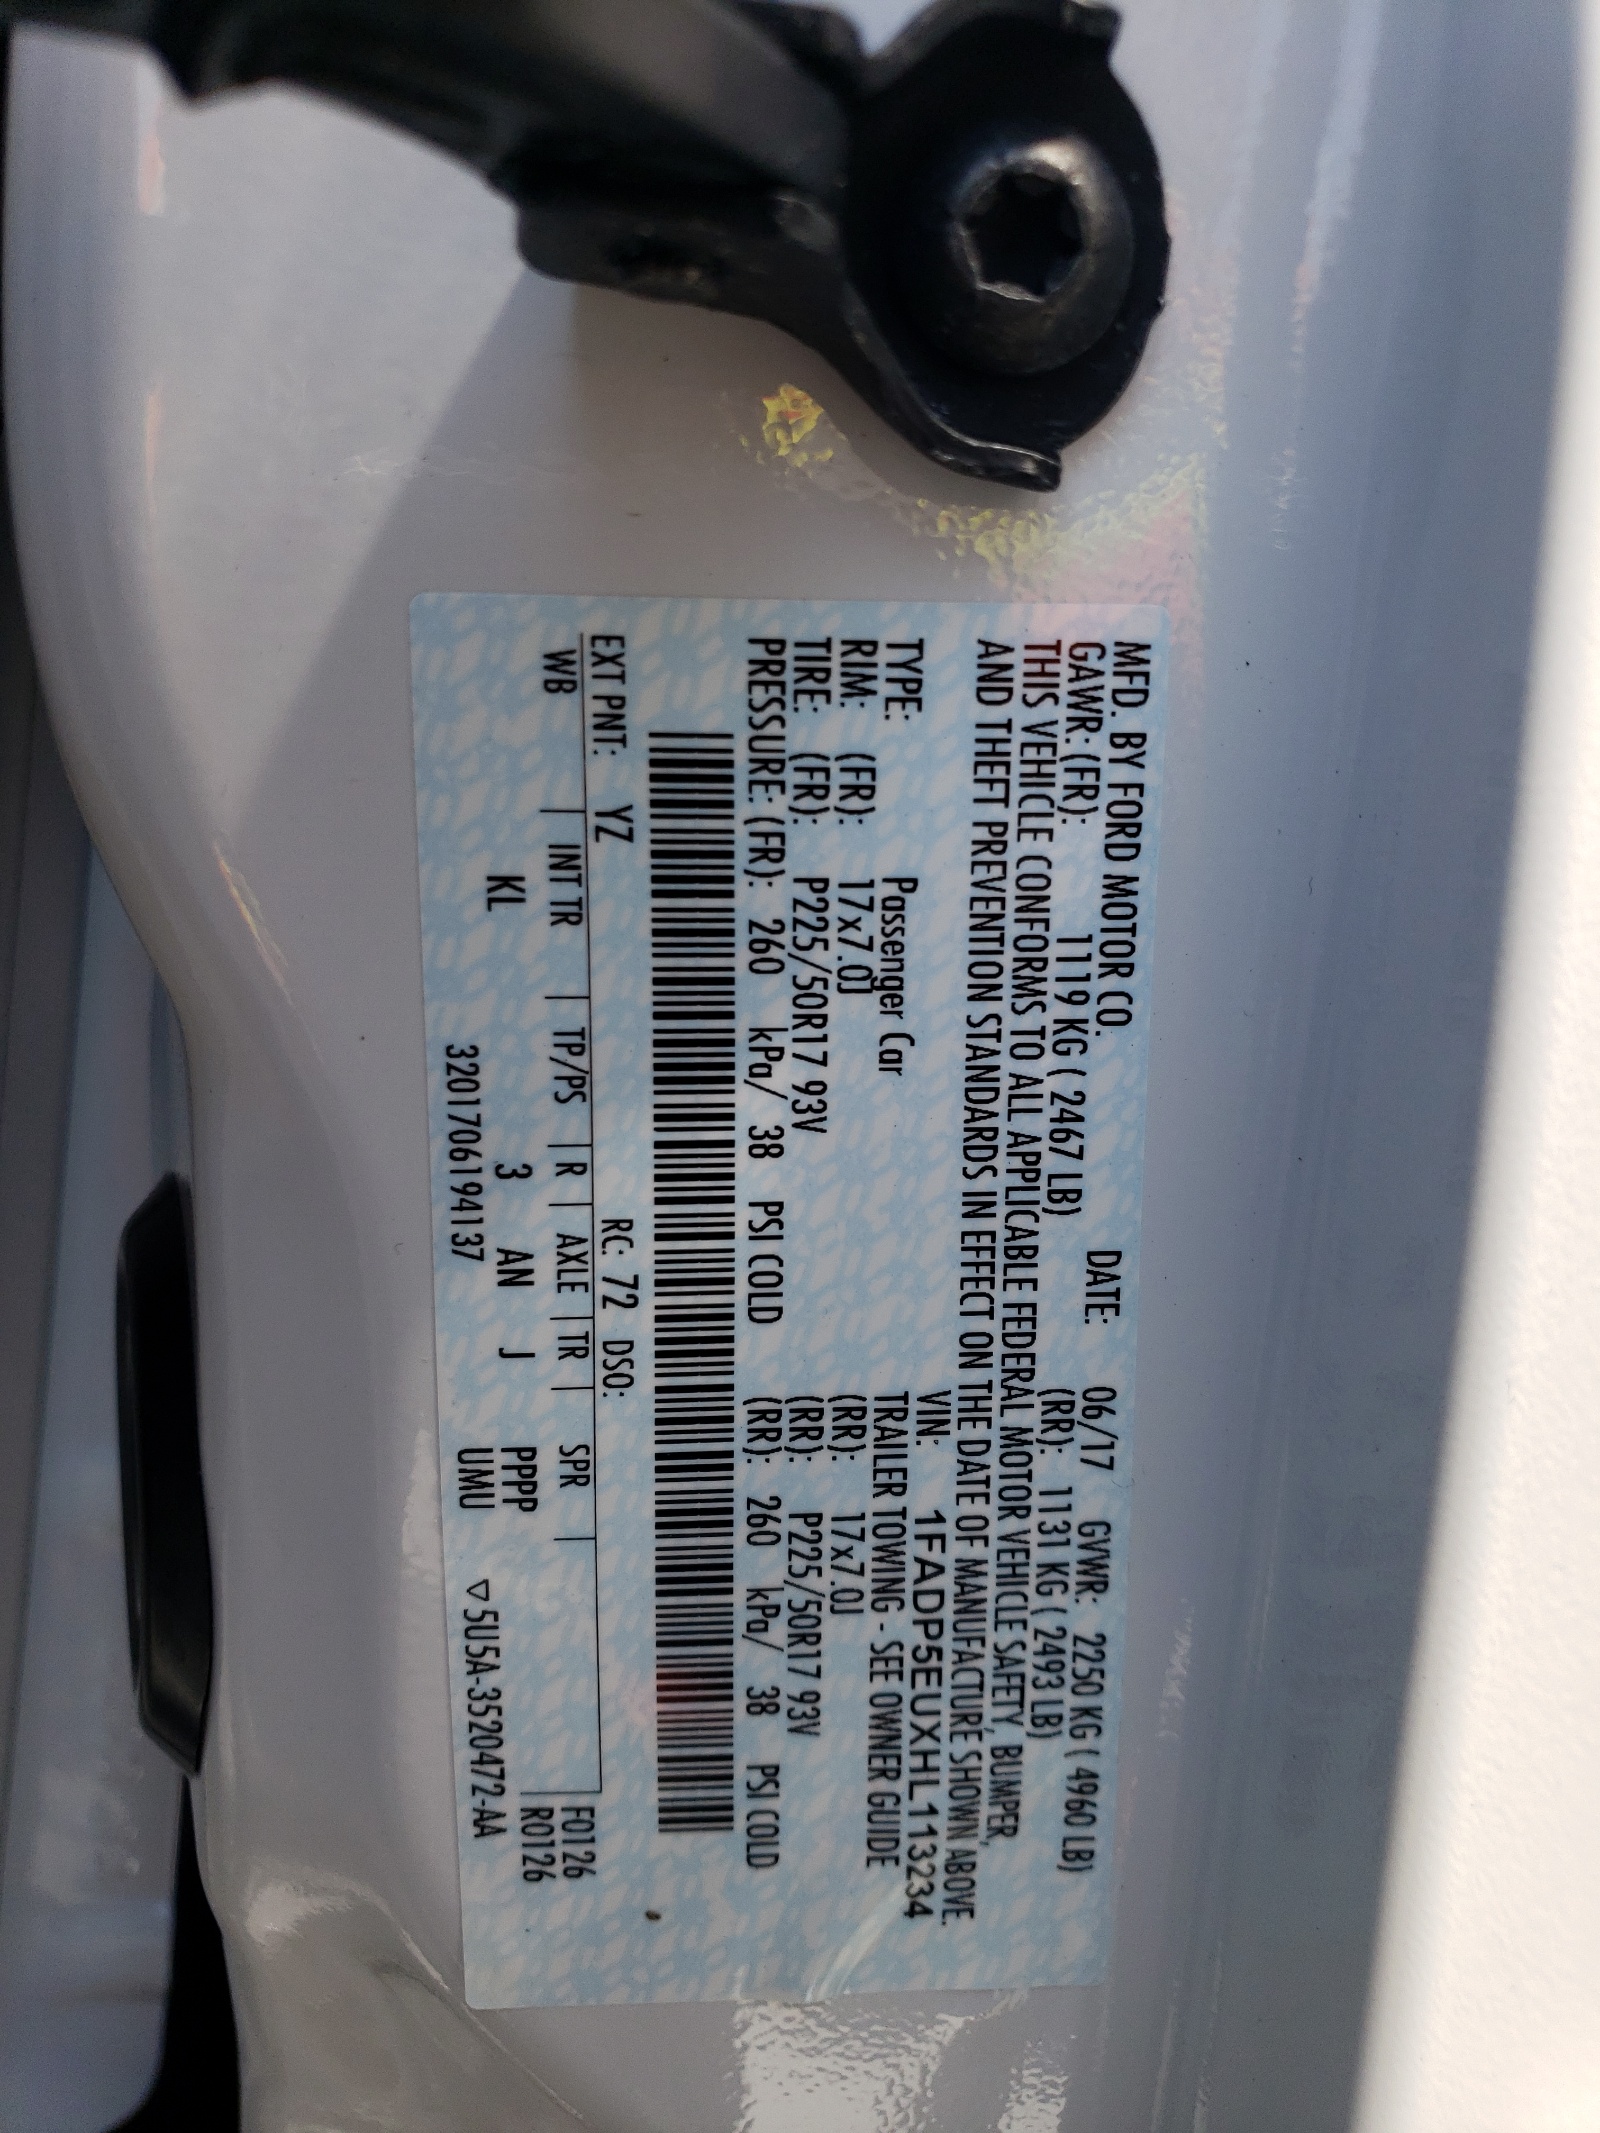 MFD. BY FORD MOTOR CO. DATE: 06/17 GVWR: 2250 KG ( 4960 LB)
GAWR: (FR): 1119 KG ( 2467 LB) (RR): 1131 KG ( 2493 LB)
THIS VEHICLE CONFORMS TO ALL APPLICABLE FEDERAL MOTOR VEHICLE SAFETY, BUMPER,
AND THEFT PREVENTION STANDARDS IN EFFECT ON THE DATE OF MANUFACTURE SHOWN ABOVE.
VIN: 1FADP5EUXHL113234
TYPE: Passenger Car TRAILER TOWING - SEE OWNER GUIDE
RIM: (FR): 17x7.0J (RR): 17x7.0J
TIRE: (FR): P225/50R17 93V (RR): P225/50R17 93V
PRESSURE: (FR): 260 kPa/ 38 PSI COLD (RR): 260 kPa/ 38 PSI COLD
EXT PNT: YZ RC: 72 DSO:
WB | INT TR | TP/PS | R | AXLE | TR | SPR | F0126
KL 3 AN J PPPP R0126
320170619413​7 UMU ▽5U5A-3520472-AA